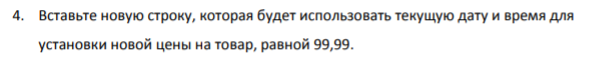 4. Вставьте новую строку, которая будет использовать текущую дату и время для
установки новой цены на товар, равной 99,99.